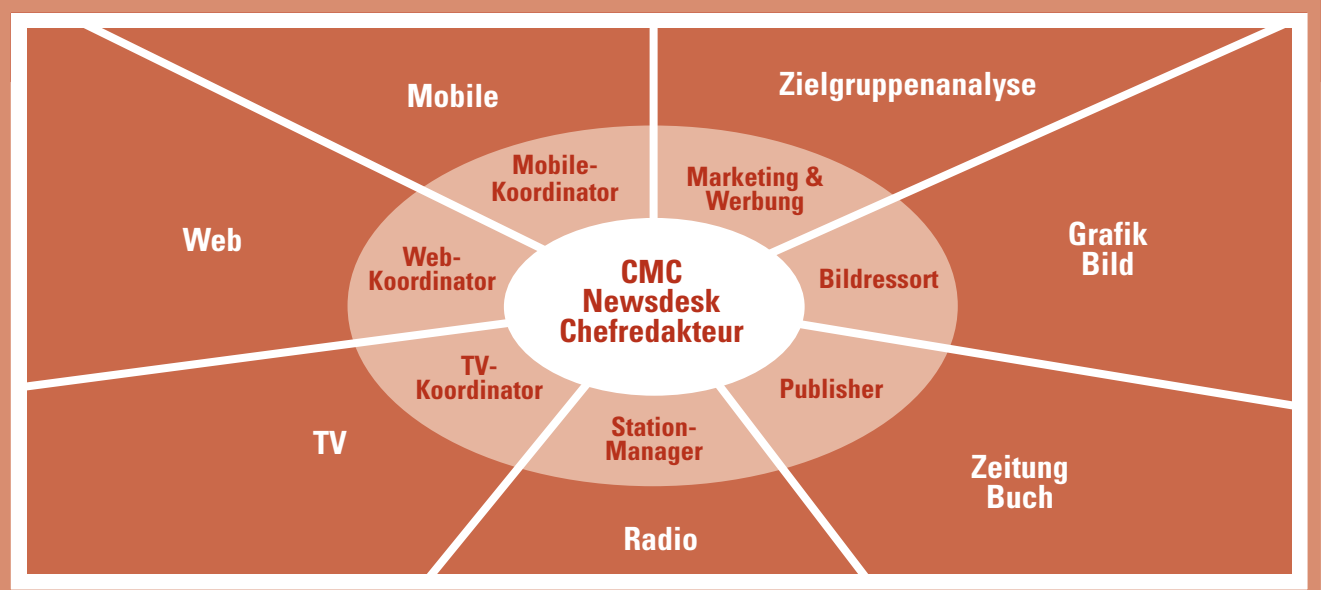 Mobile
Zielgruppenanalyse
Mobile-
Koordinator
Marketing &
Werbung
Web
Grafik
Bild
Web-
Koordinator
CMC
Newsdesk
Chefredakteur
Bildressort
TV-
Koordinator
Publisher
Station-
Manager
TV
Zeitung
Buch
Radio